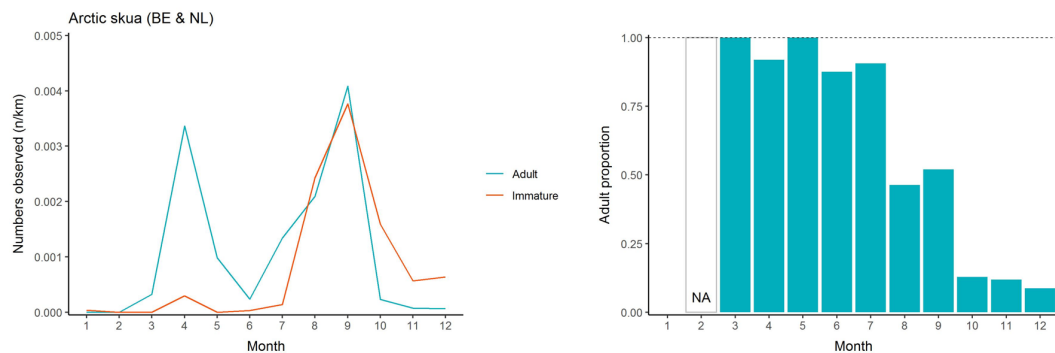 Arctic skua (BE & NL)
Numbers observed (n/km)
0.005
0.004
0.003
0.002
0.001
0.000
1 2 3 4 5 6 7 8 9 10 11 12
Month
Adult
Immature
Adult proportion
1.00
0.75
0.50
0.25
0.00
NA
1 2 3 4 5 6 7 8 9 10 11 12
Month